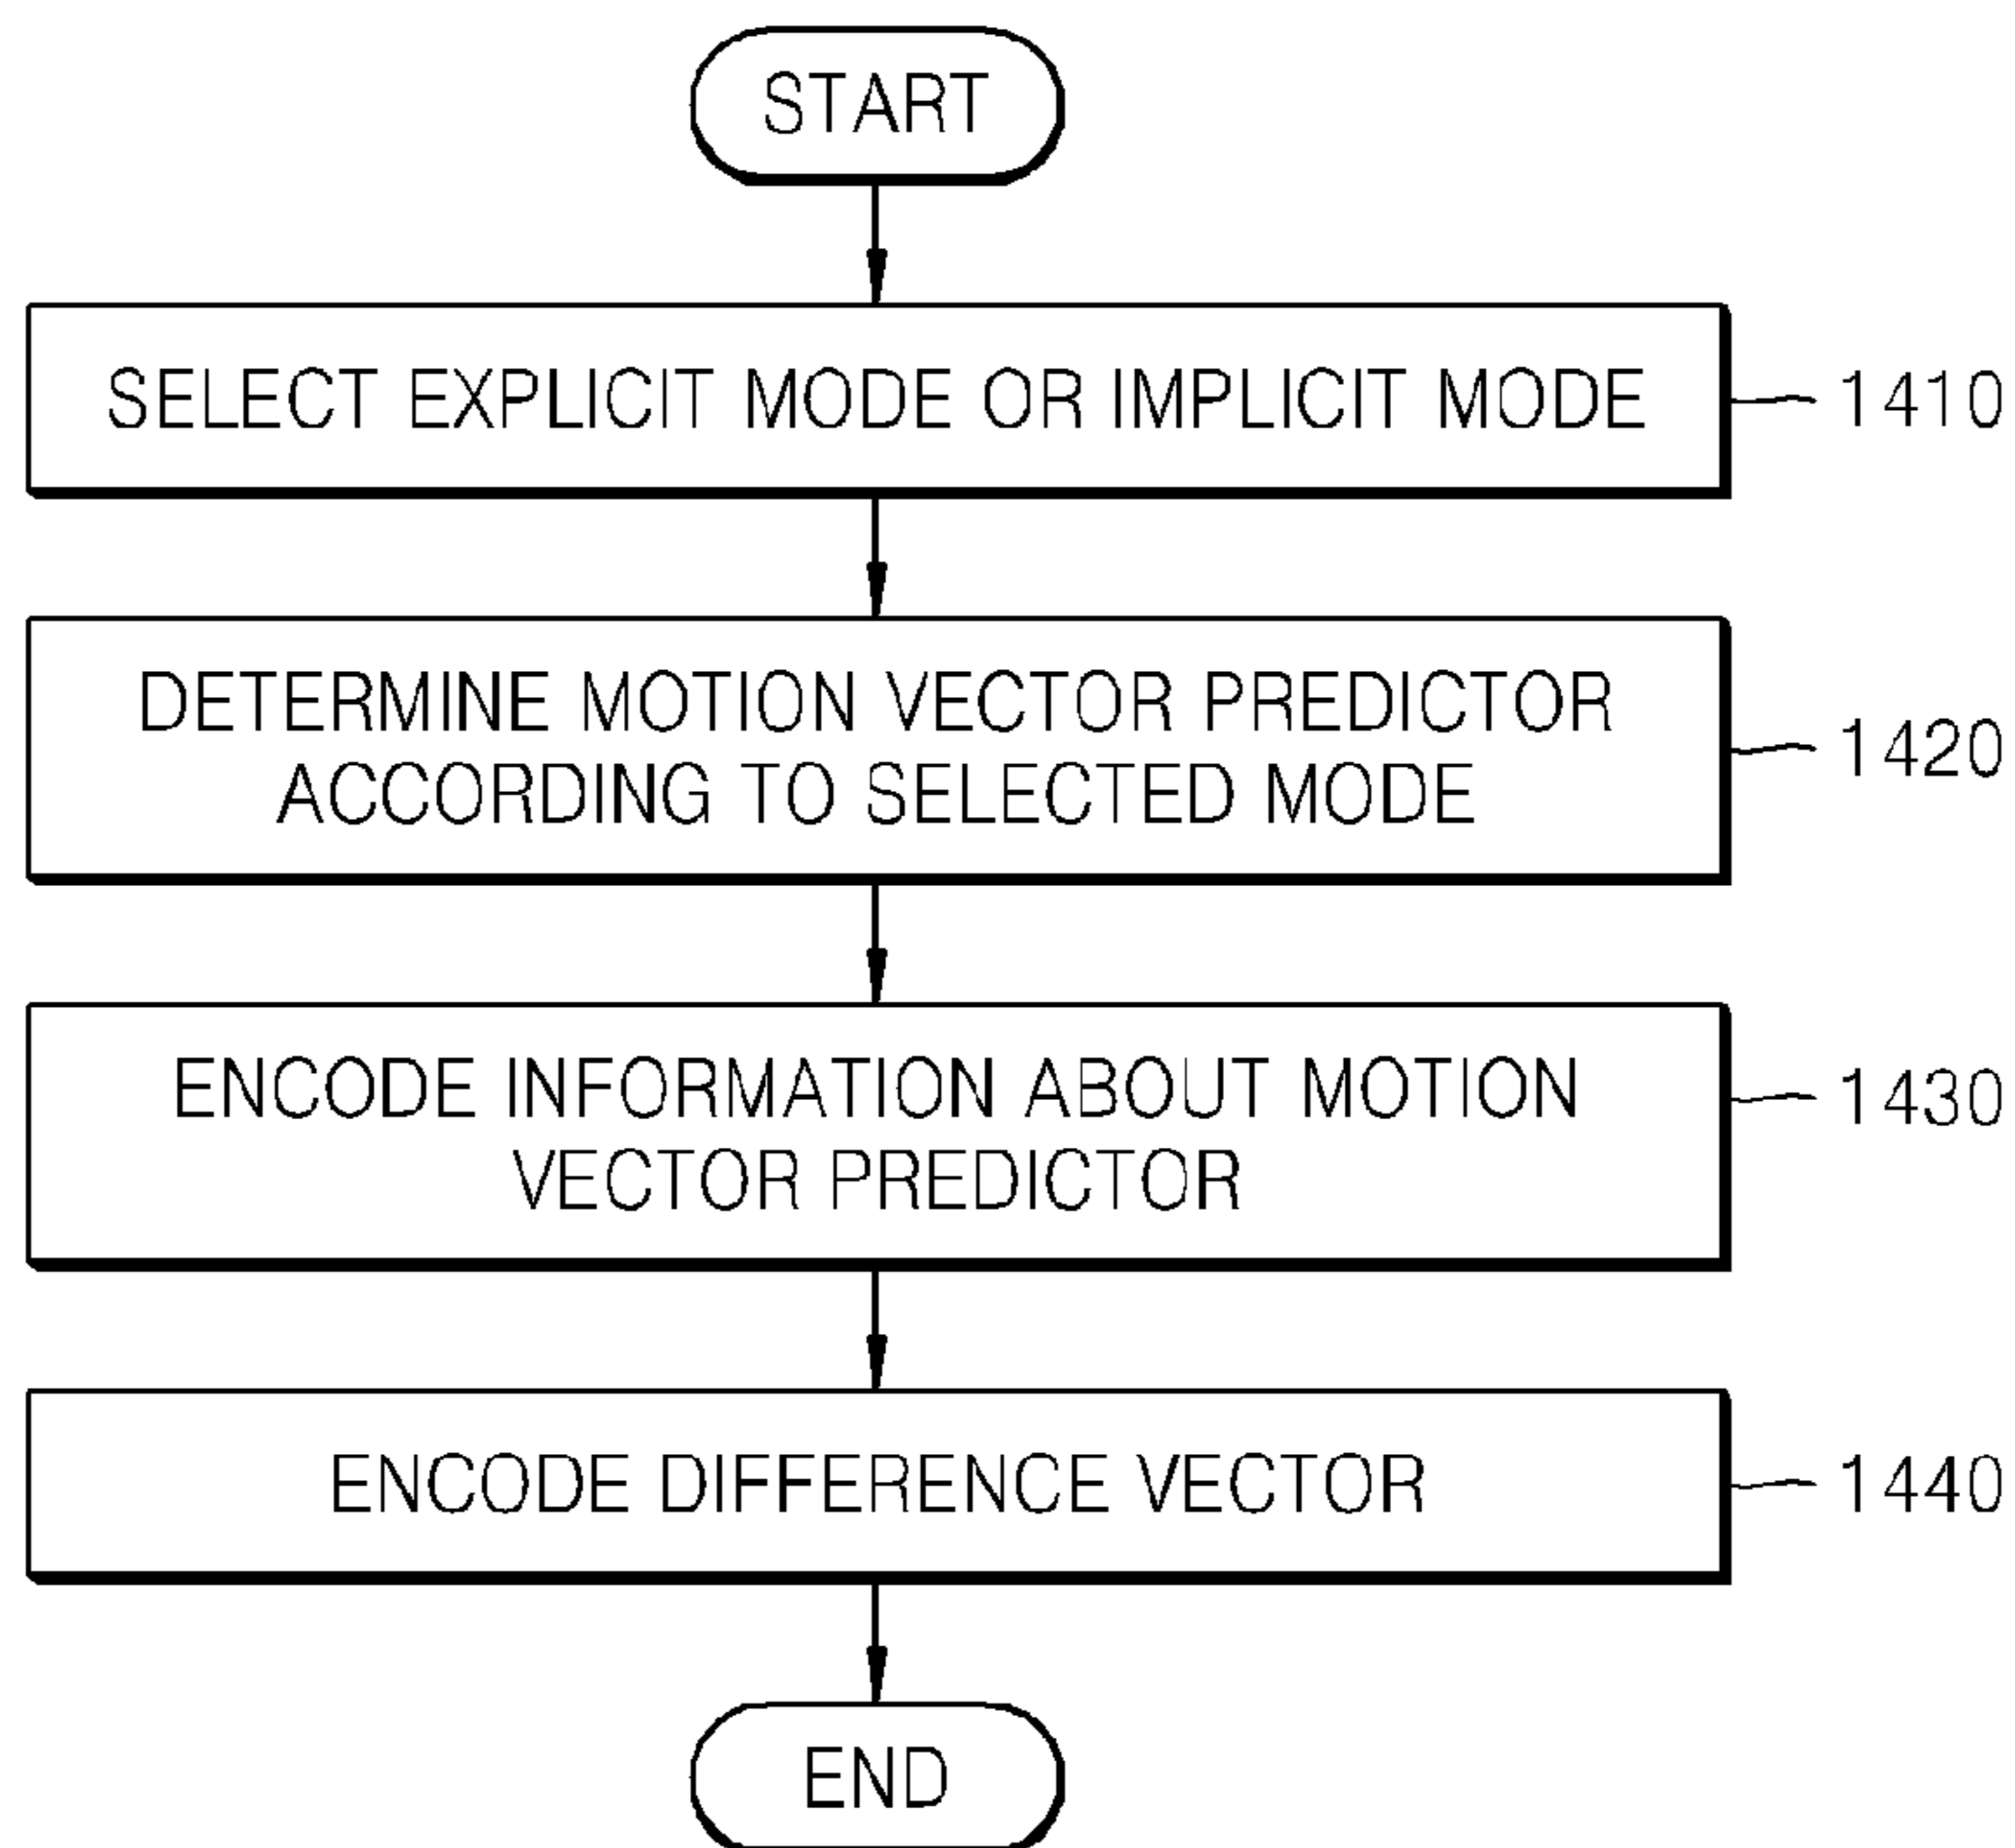 START
SELECT EXPLICIT MODE OR IMPLICIT MODE
1410
DETERMINE MOTION VECTOR PREDICTOR
ACCORDING TO SELECTED MODE
1420
ENCODE INFORMATION ABOUT MOTION
VECTOR PREDICTOR
1430
ENCODE DIFFERENCE VECTOR
1440
END